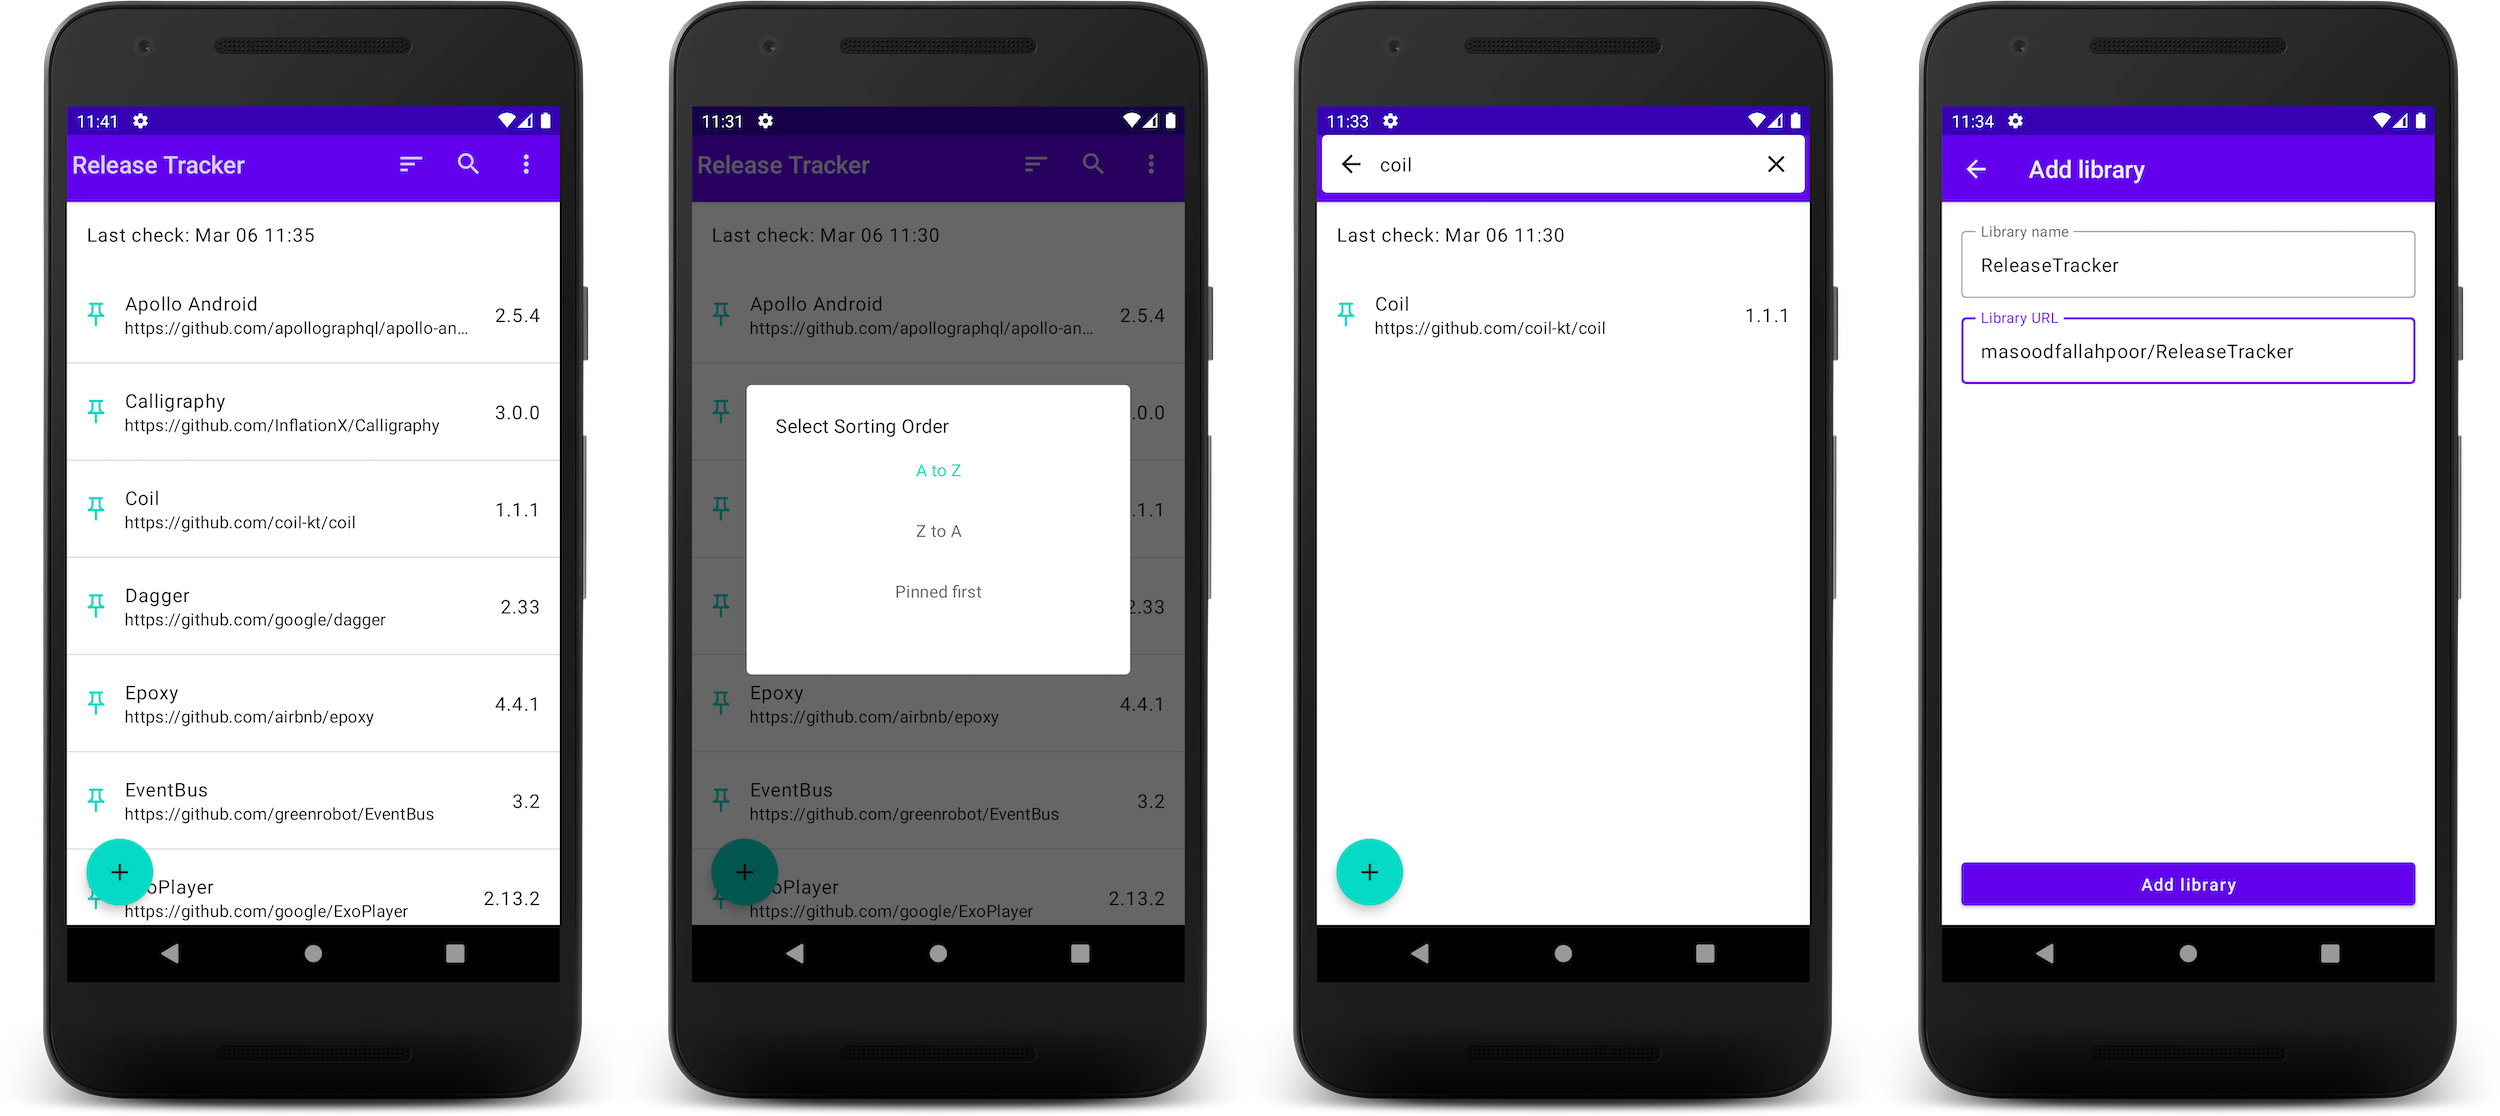 11:41
Release Tracker
Last check: Mar 06 11:35
Apollo Android
https://github.com/apollographql/apollo-an...
2.5.4
Calligraphy
https://github.com/InflationX/Calligraphy
3.0.0
Coil
https://github.com/coil-kt/coil
1.1.1
Dagger
https://github.com/google/dagger
2.33
Epoxy
https://github.com/airbnb/epoxy
4.4.1
EventBus
https://github.com/greenrobot/EventBus
3.2
oPlayer
https://github.com/google/ExoPlayer
2.13.2
11:31
Release Tracker
Last check: Mar 06 11:30
Apollo Android
https://github.com/apollographql/apollo-an...
2.5.4
.0.0
Select Sorting Order
A to Z
.1.1
Z to A
Pinned first
2.33
Epoxy
https://github.com/airbnb/epoxy
4.4.1
EventBus
https://github.com/greenrobot/EventBus
3.2
oPlayer
https://github.com/google/ExoPlayer
2.13.2
11:33
coil
Last check: Mar 06 11:30
Coil
https://github.com/coil-kt/coil
1.1.1
11:34
Add library
Library name
ReleaseTracker
Library URL
masoodfallahpoor/ReleaseTracker
Add library